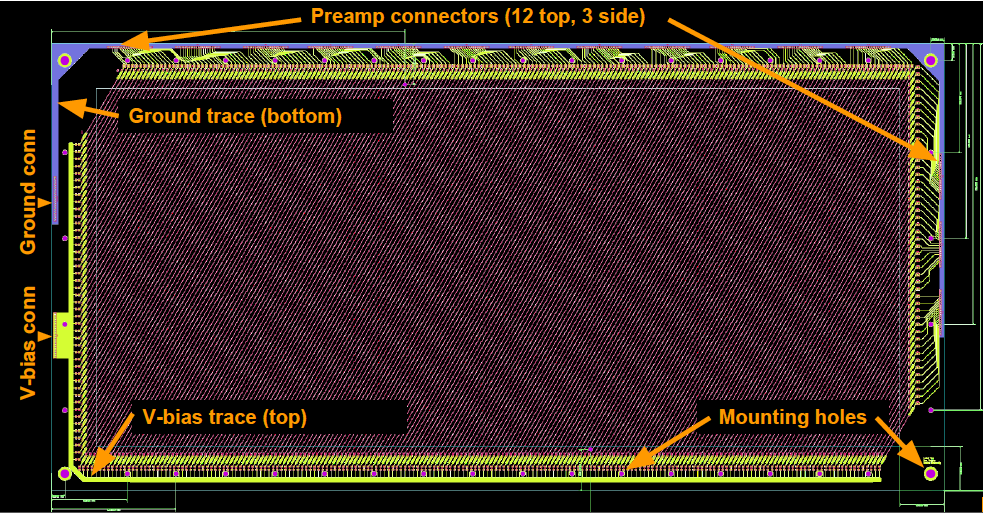 Preamp connectors (12 top, 3 side)
Ground trace (bottom)
Ground conn
V-bias conn
V-bias trace (top)
Mounting holes